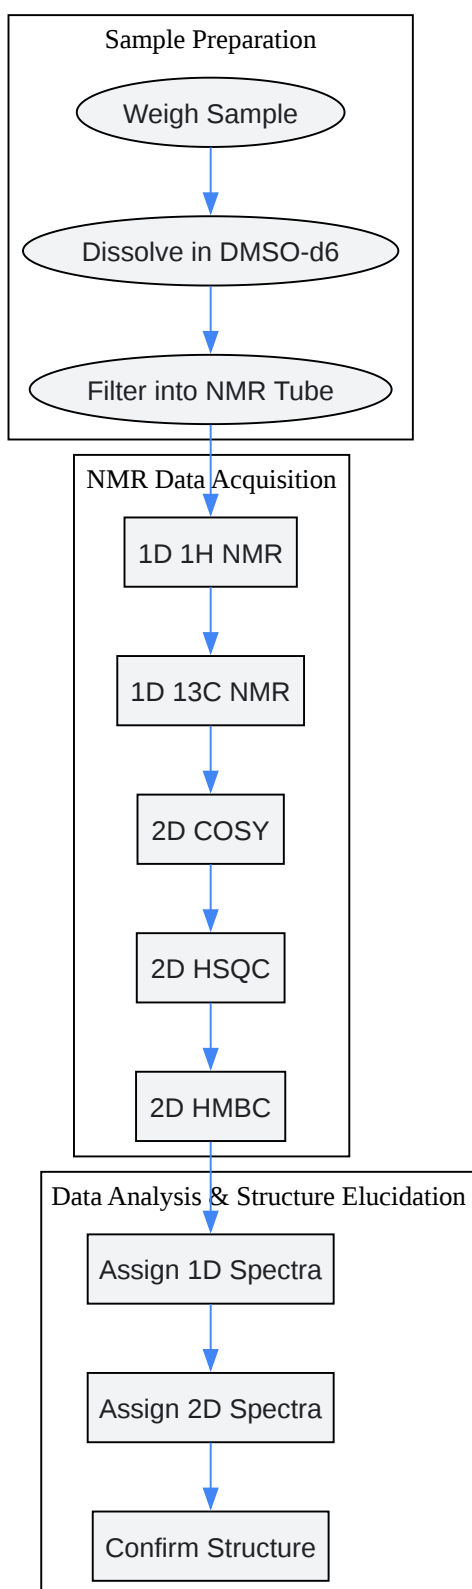 Sample Preparation
Weigh Sample
Dissolve in DMSO-d6
Filter into NMR Tube
NMR Data Acquisition
1D 1H NMR
1D 13C NMR
2D COSY
2D HSQC
2D HMBC
Data Analysis & Structure Elucidation
Assign 1D Spectra
Assign 2D Spectra
Confirm Structure